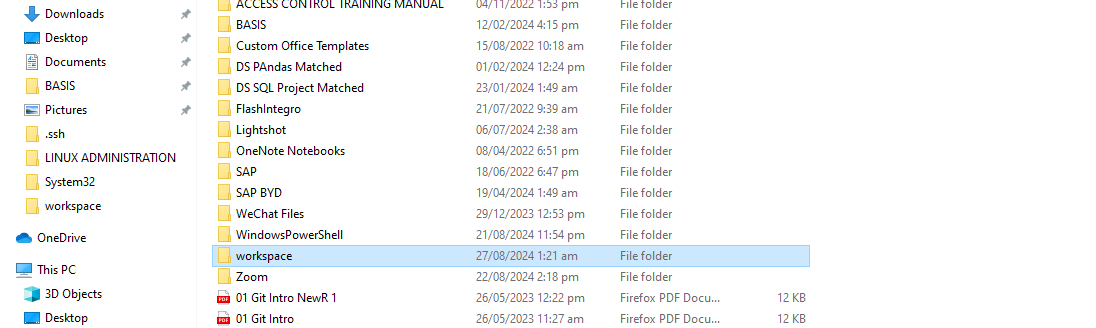 Downloads
Desktop
Documents
BASIS
Pictures
.ssh
LINUX ADMINISTRATION
System32
workspace
OneDrive
This PC
3D Objects
Desktop
ACCESS CONTROL TRAINING MANUAL 04/11/2022 1:53 pm File folder
BASIS 12/02/2024 4:15 pm File folder
Custom Office Templates 15/08/2022 10:18 am File folder
DS PAndas Matched 01/02/2024 12:24 pm File folder
DS SQL Project Matched 23/01/2024 1:49 am File folder
FlashIntegro 21/07/2022 9:39 am File folder
Lightshot 06/07/2024 2:38 am File folder
OneNote Notebooks 08/04/2022 6:51 pm File folder
SAP 18/06/2022 6:47 pm File folder
SAP BYD 19/04/2024 1:49 am File folder
WeChat Files 29/12/2023 12:53 pm File folder
WindowsPowerShell 21/08/2024 11:54 pm File folder
workspace 27/08/2024 1:21 am File folder
Zoom 22/08/2024 2:18 pm File folder
PDF 01 Git Intro NewR 1 26/05/2023 12:22 pm Firefox PDF Docu... 12 KB
PDF 01 Git Intro 26/05/2023 11:27 am Firefox PDF Docu... 12 KB